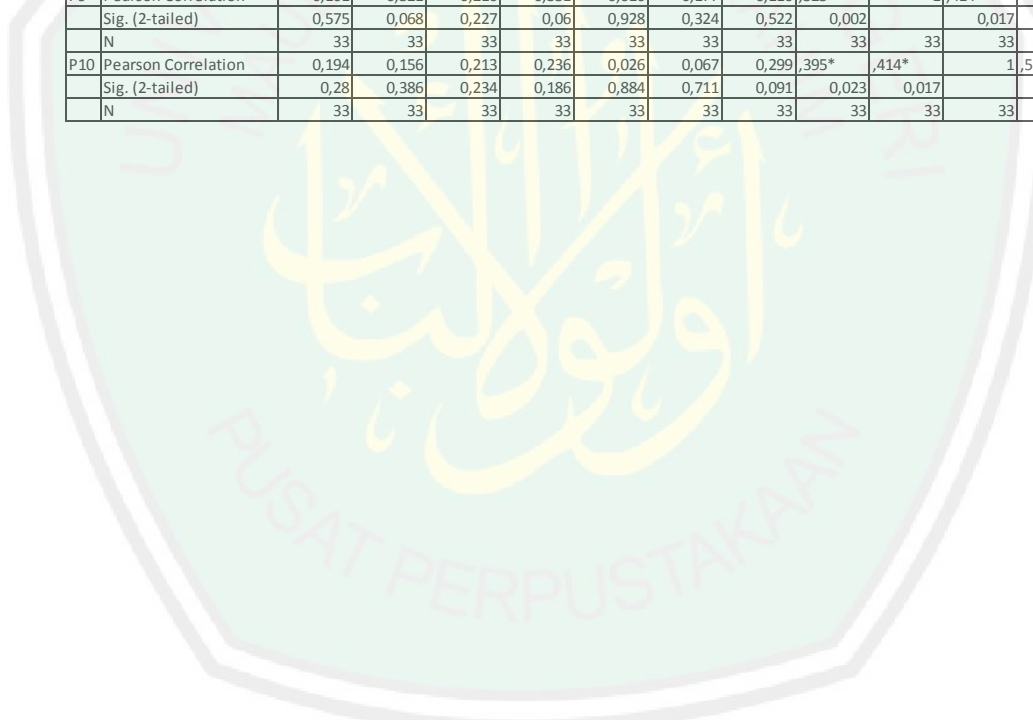 Sig. (2-tailed) 0,575 0,068 0,227 0,06 0,928 0,324 0,522 0,002 0,017
N 33 33 33 33 33 33 33 33 33 33
P10 Pearson Correlation 0,194 0,156 0,213 0,236 0,026 0,067 0,299 ,395* ,414* 1
Sig. (2-tailed) 0,28 0,386 0,234 0,186 0,884 0,711 0,091 0,023 0,017
N 33 33 33 33 33 33 33 33 33 33
أولوا الألباب
PUSAT PERPUSTAKAAN